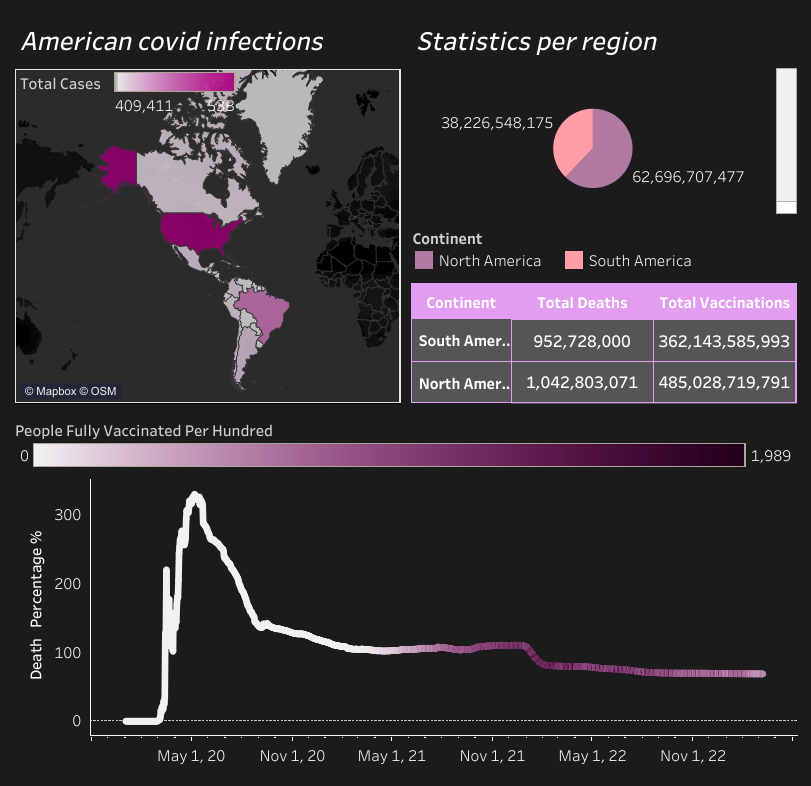 American covid infections
Statistics per region
Total Cases
409,411
38,226,548,175
62,696,707,477
Continent
North America
South America
Continent Total Deaths Total Vaccinations
South Amer.. 952,728,000 362,143,585,993
North Amer.. 1,042,803,071 485,028,719,791
© Mapbox © OSM
People Fully Vaccinated Per Hundred
0
1,989
Death Percentage %
300
200
100
0
May 1, 20
Nov 1, 20
May 1, 21
Nov 1, 21
May 1, 22
Nov 1, 22